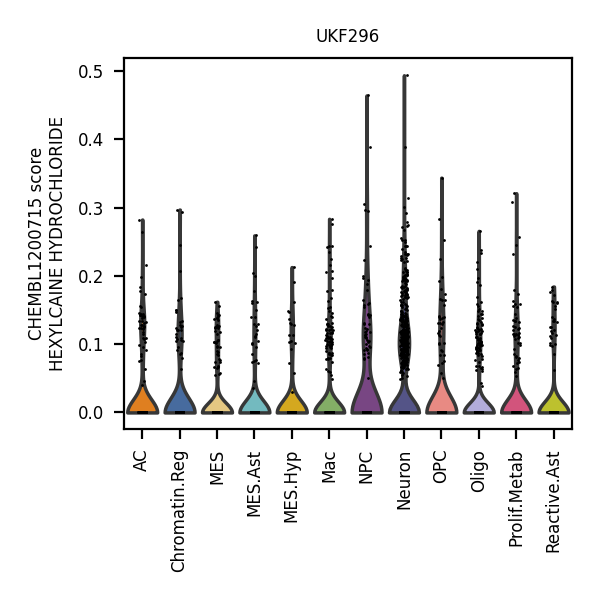 UKF296
CHEMBL1200715 score
HEXYLCAINE HYDROCHLORIDE
0.5
0.4
0.3
0.2
0.1
0.0
AC
Chromatin.Reg
MES
MES.Ast
MES.Hyp
Mac
NPC
Neuron
OPC
Oligo
Prolif.Metab
Reactive.Ast